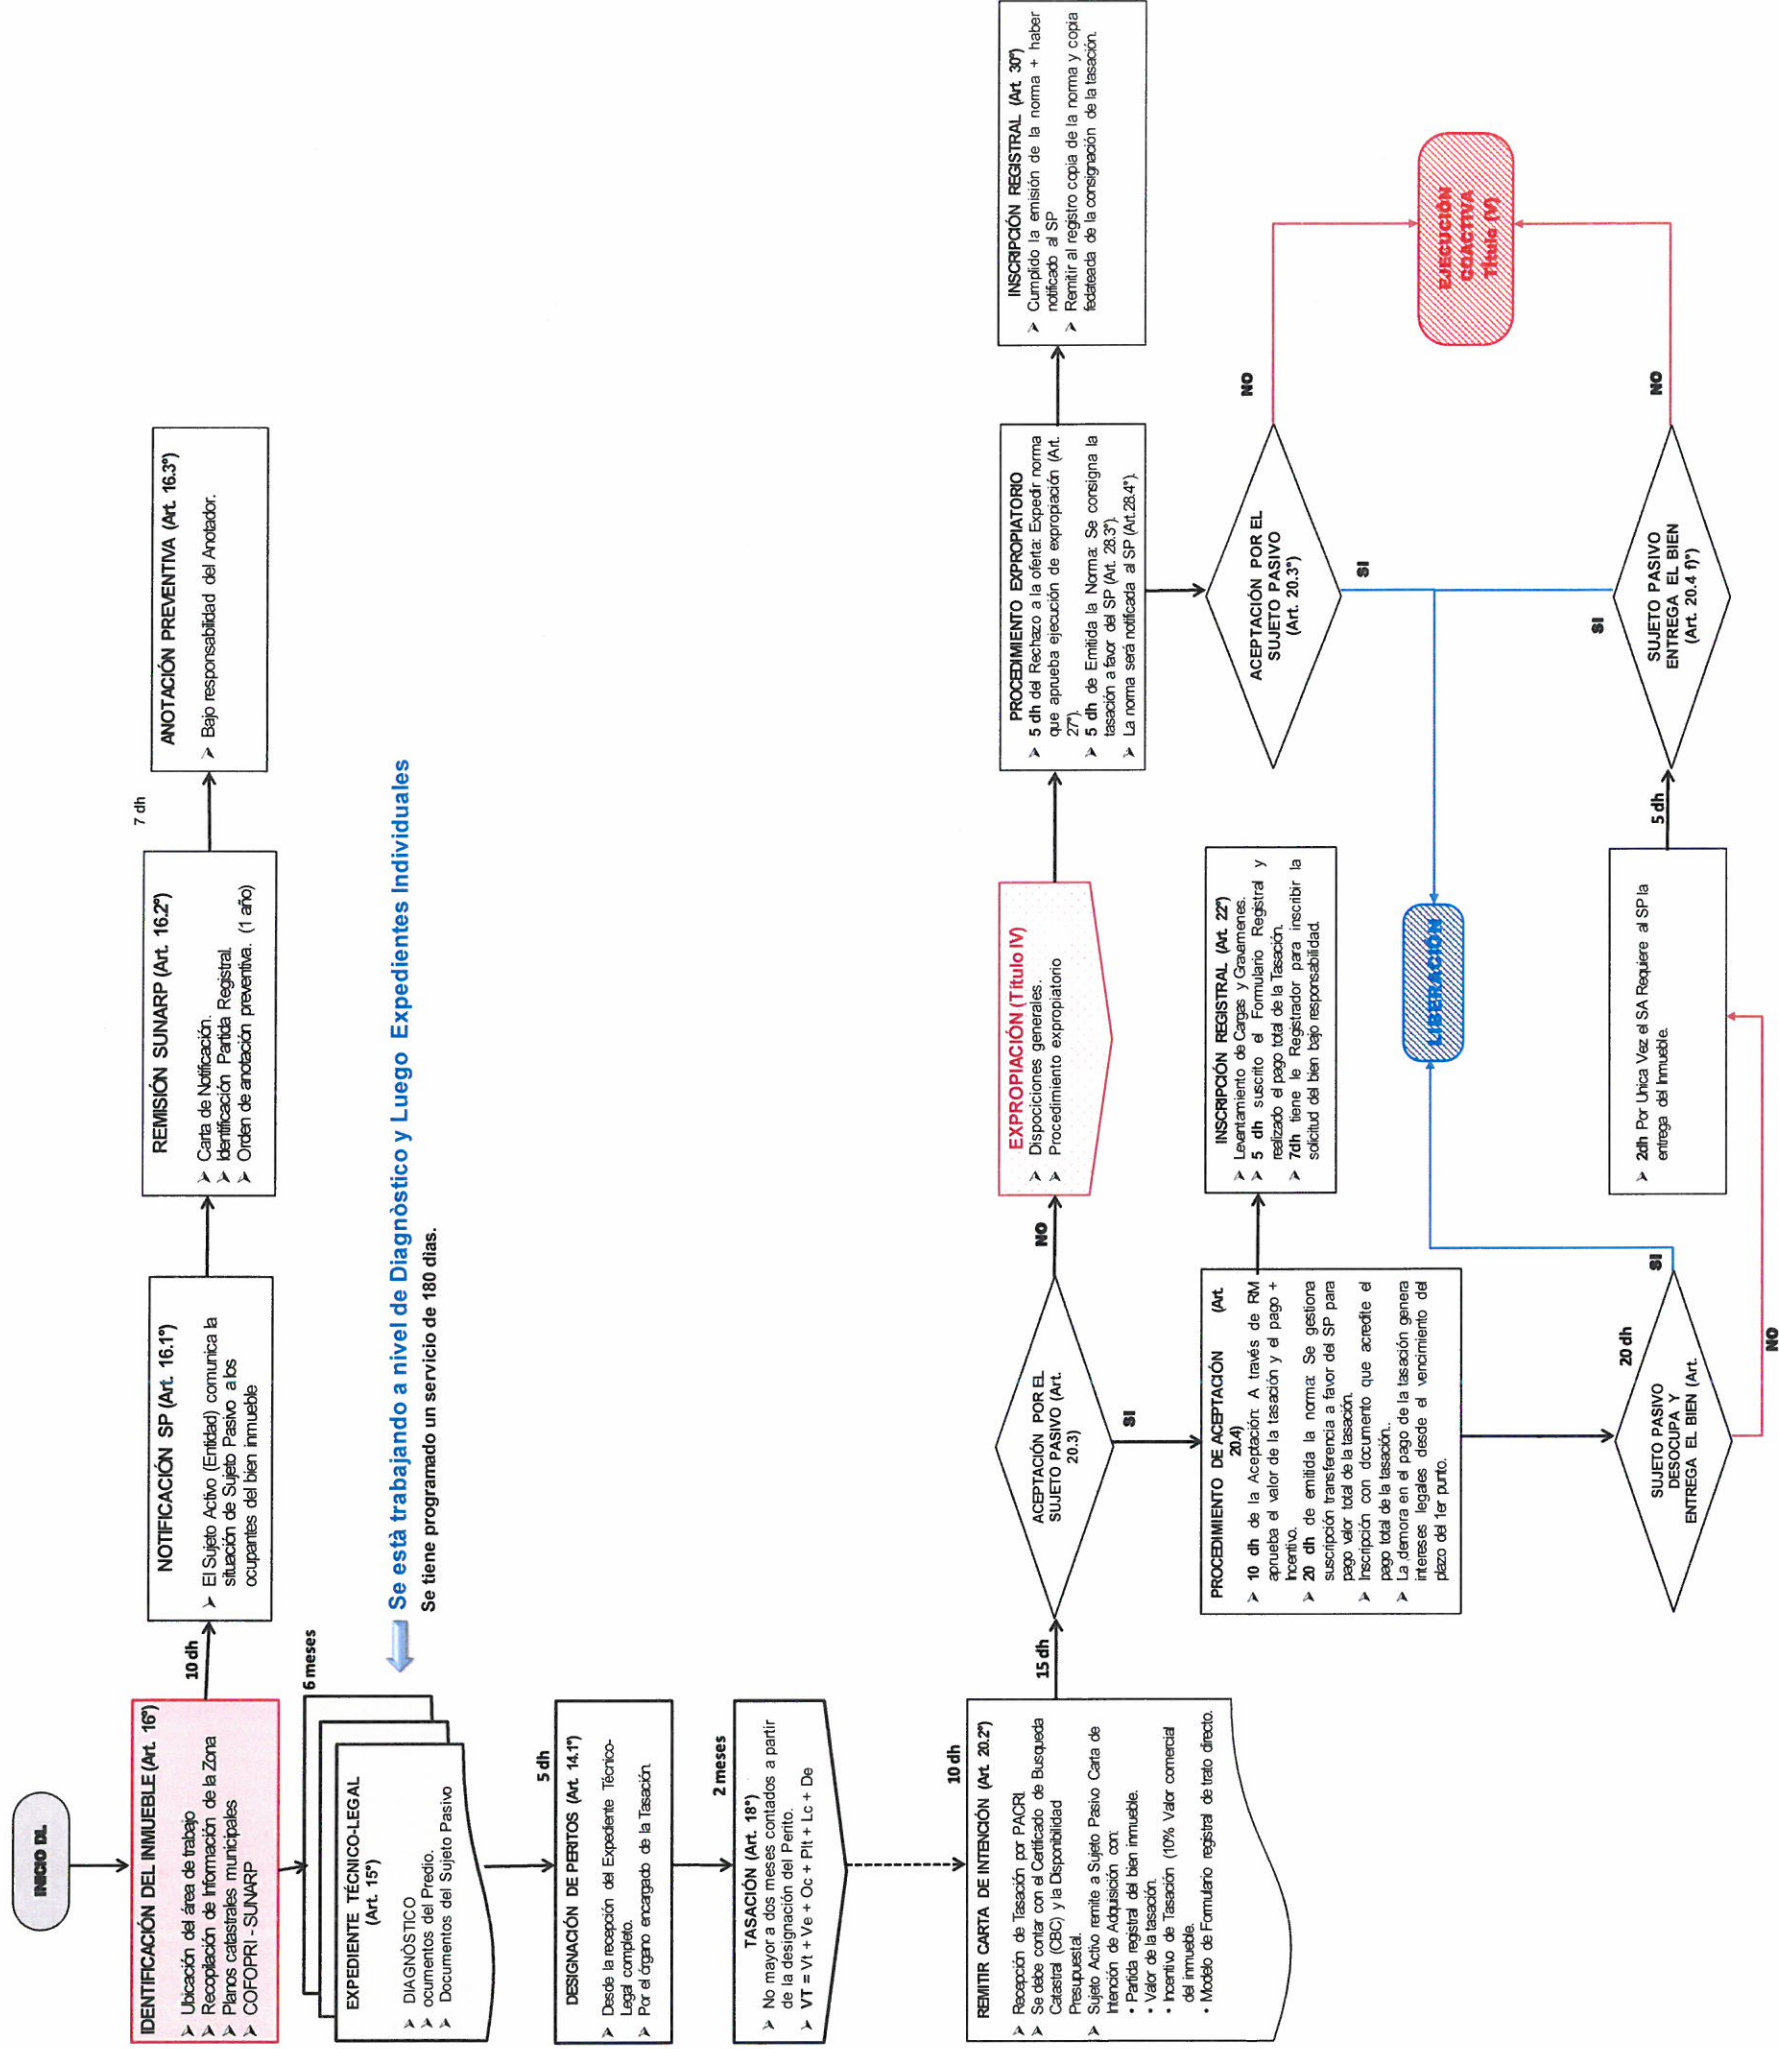 INICIO DL
IDENTIFICACIÓN DEL INMUEBLE (Art. 16°)
➢ Ubicación del área de trabajo
➢ Recopilación de Información de la Zona
➢ Planos catastrales municipales
➢ COFOPRI - SUNARP
10 dh
NOTIFICACIÓN SP (Art. 16.1°)
➢ El Sujeto Activo (Entidad) comunica la
situación de Sujeto Pasivo a los
ocupantes del bien inmueble
REMISIÓN SUNARP (Art. 16.2°)
➢ Carta de Notificación.
➢ Identificación Partida Registral.
➢ Orden de anotación preventiva. (1 año)
7 dh
ANOTACIÓN PREVENTIVA (Art. 16.3°)
➢ Bajo responsabilidad del Anotador.
6 meses
EXPEDIENTE TÉCNICO-LEGAL
(Art. 15°)
➢ DIAGNÒSTICO
➢ ocumentos del Predio.
➢ Documentos del Sujeto Pasivo
Se està trabajando a nivel de Diagnòstico y Luego Expedientes Individuales
Se tiene programado un servicio de 180 dìas.
5 dh
DESIGNACIÓN DE PERITOS (Art. 14.1°)
➢ Desde la recepción del Expediente Técnico-
Legal completo.
➢ Por el órgano encargado de la Tasación
2 meses
TASACIÓN (Art. 18°)
➢ No mayor a dos meses contados a partir
de la designación del Perito.
➢ VT = Vt + Ve + Oc + Plt + Lc + De
10 dh
REMITIR CARTA DE INTENCIÓN (Art. 20.2°)
➢ Recepción de Tasación por PACRI
➢ Se debe contar con el Certificado de Busqueda
Catastral (CBC) y la Disponibilidad
Presupuestal.
➢ Sujeto Activo remite a Sujeto Pasivo Carta de
Intención de Adquisición con:
• Partida registral del bien inmueble.
• Valor de la tasación.
• Incentivo de Tasación (10% Valor comercial
del inmueble.
• Modelo de Formulario registral de trato directo.
15 dh
ACEPTACIÓN POR EL
SUJETO PASIVO (Art.
20.3)
NO
SI
EXPROPIACIÓN (Título IV)
➢ Dispociciones generales.
➢ Procedimiento expropiatorio
PROCEDIMIENTO EXPROPIATORIO
➢ 5 dh del Rechazo a la oferta: Expedir norma
que aprueba ejecución de expropiación (Art.
27°).
➢ 5 dh de Emitida la Norma: Se consigna la
tasación a favor del SP (Art. 28.3°).
➢ La norma será notificada al SP (Art.28.4°).
INSCRIPCIÓN REGISTRAL (Art. 30°)
➢ Cumplido la emisión de la norma + haber
notificado al SP
➢ Remitir al registro copia de la norma y copia
fedateada de la consignación de la tasación.
PROCEDIMIENTO DE ACEPTACIÓN (Art.
20.4)
➢ 10 dh de la Aceptación: A través de RM
aprueba el valor de la tasación y el pago +
Incentivo.
➢ 20 dh de emitida la norma: Se gestiona
suscripción transferencia a favor del SP para
pago valor total de la tasación.
➢ Inscripción con documento que acredite el
pago total de la tasación.
➢ La demora en el pago de la tasación genera
intereses legales desde el vencimiento del
plazo del 1er punto.
INSCRIPCIÓN REGISTRAL (Art. 22°)
➢ Levantamiento de Cargas y Gravamenes.
➢ 5 dh suscrito el Formulario Registral y
realizado el pago total de la Tasación.
➢ 7dh tiene le Registrador para inscribir la
solicitud del bien bajo responsabilidad.
ACEPTACIÓN POR EL
SUJETO PASIVO
(Art. 20.3°)
NO
SI
LIBERACIÓN
EJECUCIÓN
COACTIVA
Título (V)
20 dh
SUJETO PASIVO
DESOCUPA Y
ENTREGA EL BIEN (Art.
SI
NO
➢ 2dh Por Unica Vez el SA Requiere al SP la
entrega del Inmueble.
5 dh
SUJETO PASIVO
ENTREGA EL BIEN
(Art. 20.4 f)°)
SI
NO